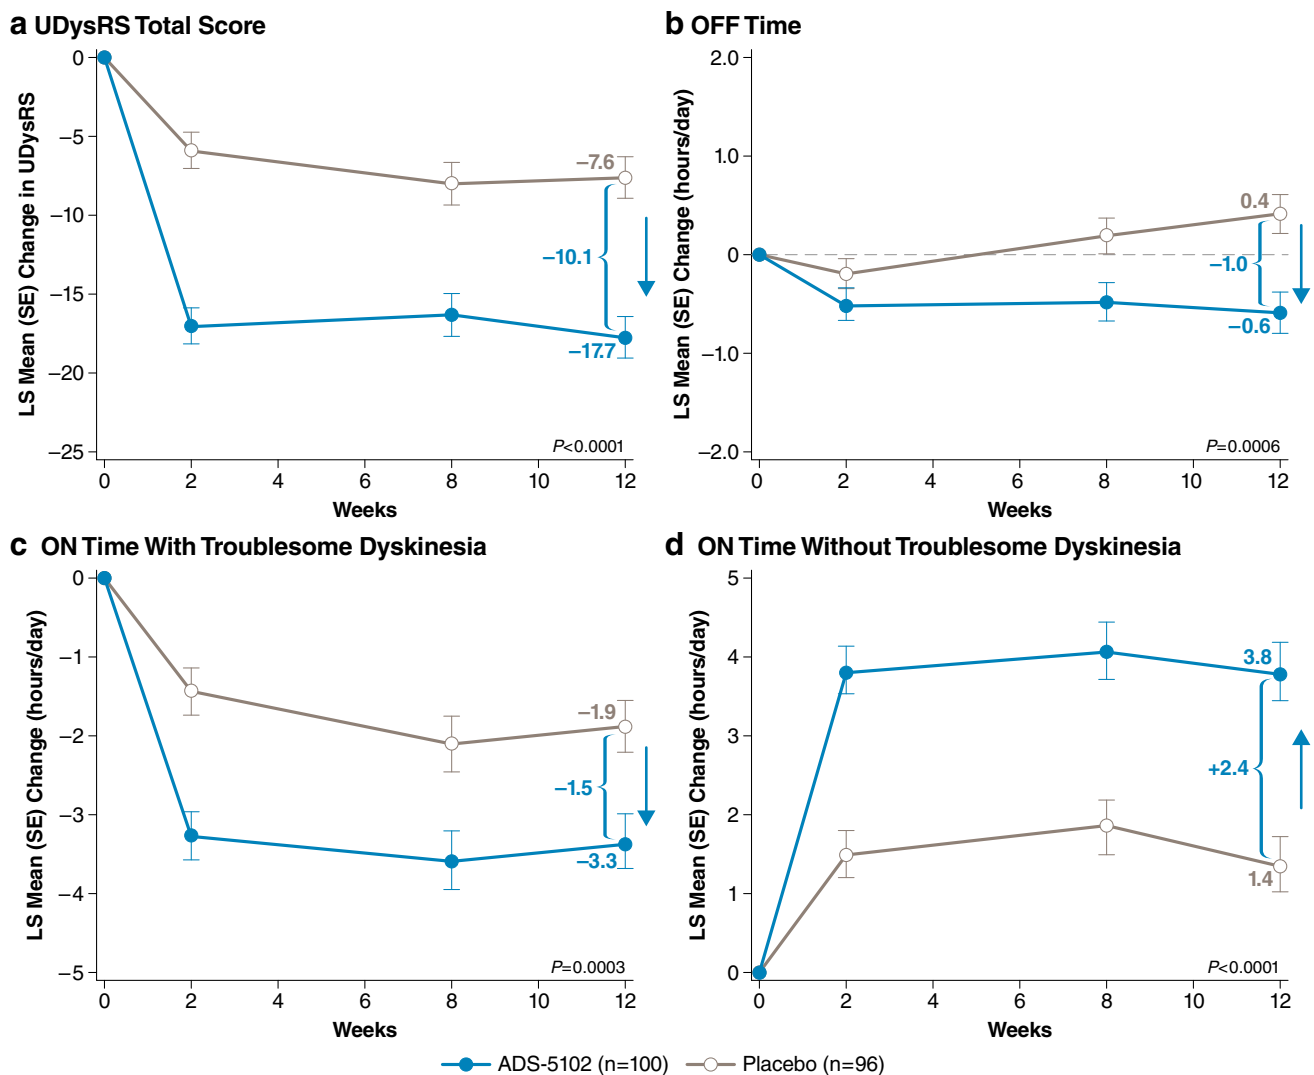 a UDysRS Total Score
LS Mean (SE) Change in UDysRS
0
–5
–10
–15
–20
–25
–7.6
–10.1
–17.7
P<0.0001
0 2 4 6 8 10 12
Weeks
b OFF Time
LS Mean (SE) Change (hours/day)
2.0
1.0
0
–1.0
–2.0
0.4
–1.0
–0.6
P=0.0006
0 2 4 6 8 10 12
Weeks
c ON Time With Troublesome Dyskinesia
LS Mean (SE) Change (hours/day)
0
–1
–2
–3
–4
–5
–1.9
–1.5
–3.3
P=0.0003
0 2 4 6 8 10 12
Weeks
d ON Time Without Troublesome Dyskinesia
LS Mean (SE) Change (hours/day)
5
4
3
2
1
0
3.8
+2.4
1.4
P<0.0001
0 2 4 6 8 10 12
Weeks
ADS-5102 (n=100) Placebo (n=96)